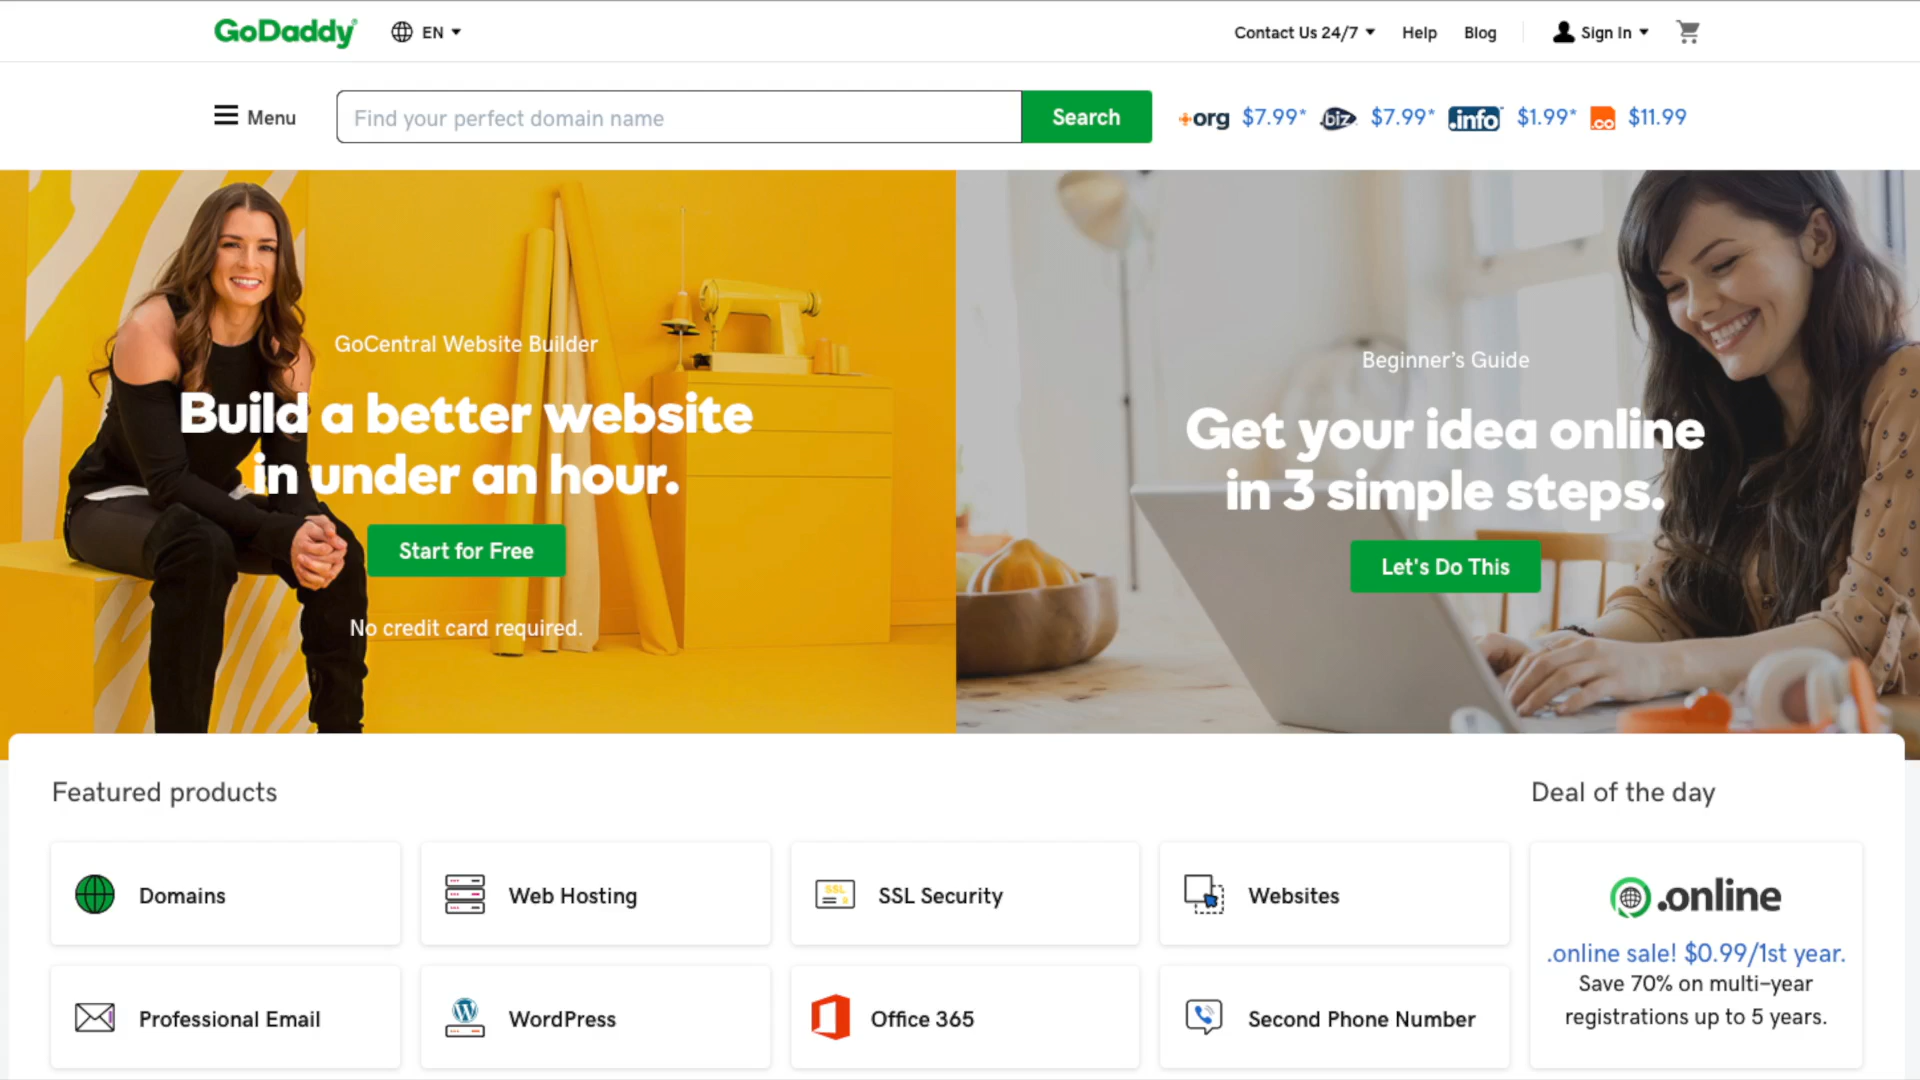 GoDaddy
EN
Contact Us 24/7
Help
Blog
Sign In
Menu
Find your perfect domain name
Search
org $7.99*
.biz $7.99*
.info $1.99*
.co $11.99
GoCentral Website Builder
Build a better website
in under an hour.
Start for Free
No credit card required.
Beginner's Guide
Get your idea online
in 3 simple steps.
Let's Do This
Featured products
Domains
Web Hosting
SSL
SSL Security
Websites
Professional Email
WordPress
Office 365
Second Phone Number
Deal of the day
.online
.online sale! $0.99/1st year.
Save 70% on multi-year
registrations up to 5 years.